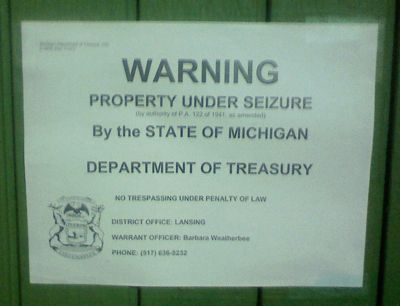 WARNING
PROPERTY UNDER SEIZURE
(by authority of P.A. 122 of 1941, as amended)
By the STATE OF MICHIGAN
DEPARTMENT OF TREASURY
NO TRESPASSING UNDER PENALTY OF LAW
DISTRICT OFFICE: LANSING
WARRANT OFFICER: Barbara Weatherbee
PHONE: (517) 636-5232